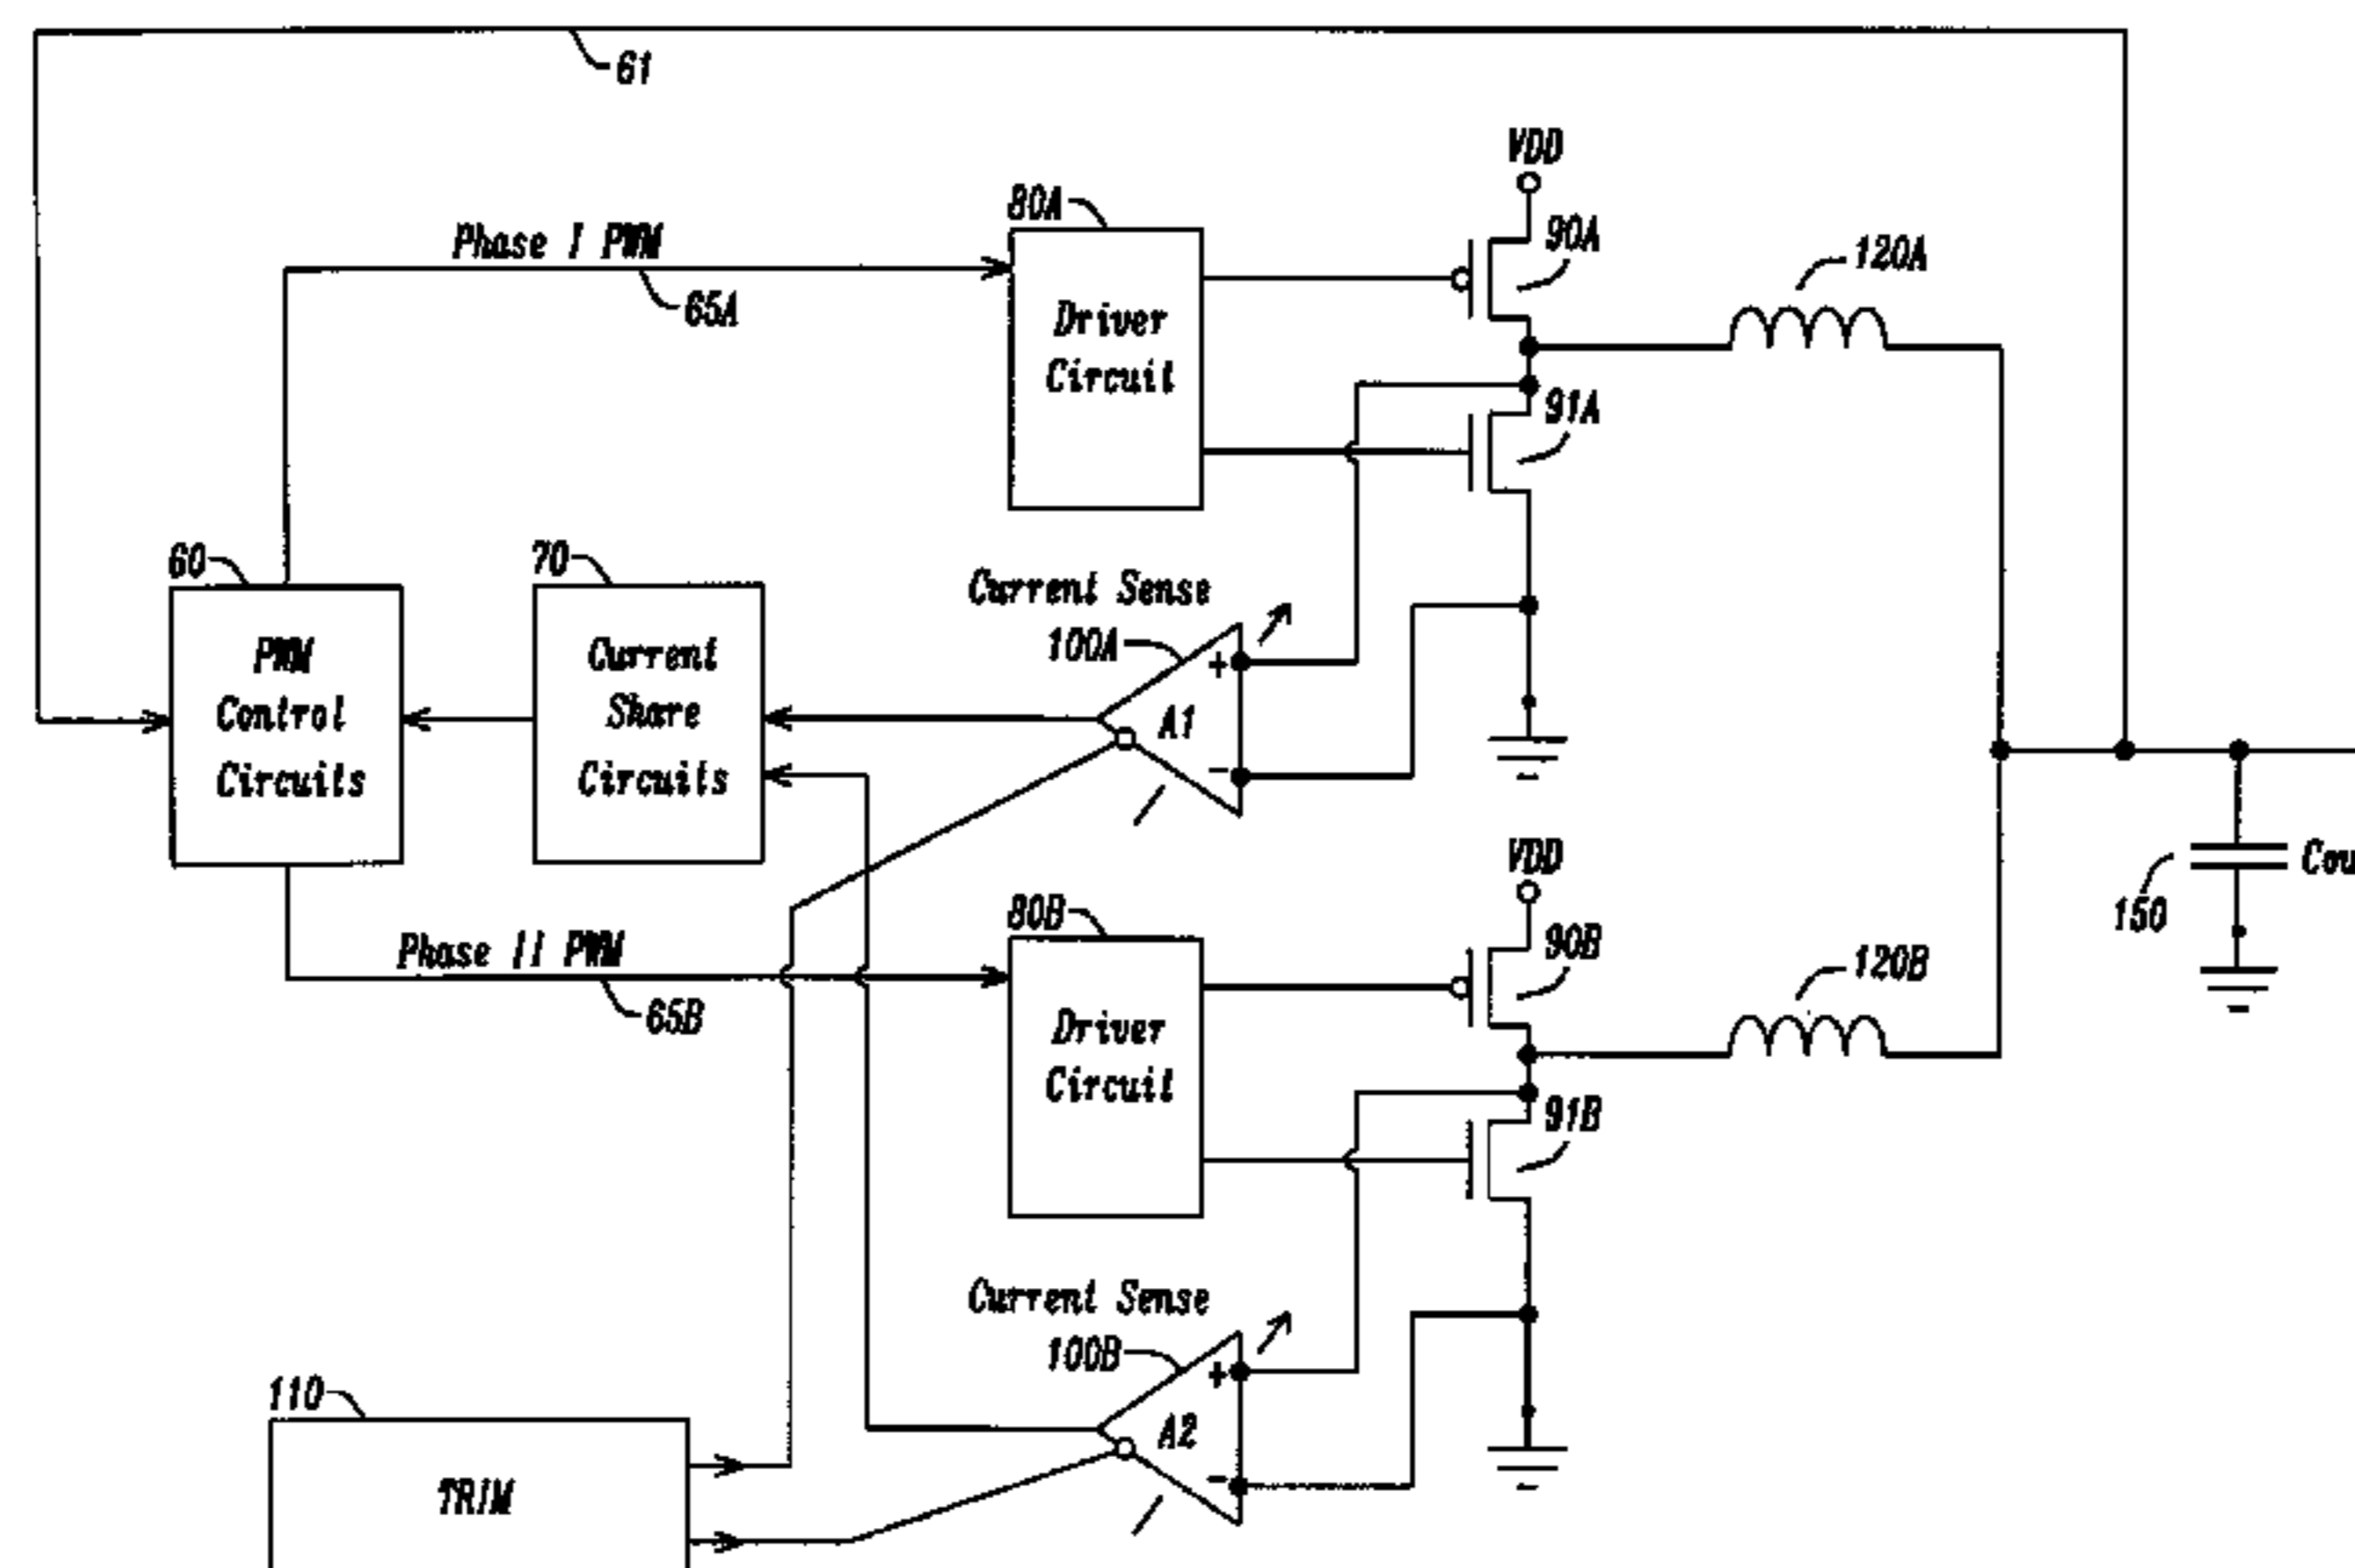 61
VDD
80A
90A
Phase I PWM
120A
65A
Driver
Circuit
91A
60
70
Current Sense
100A
PWM
Control
Circuits
Current
Share
Circuits
+
A1
-
VDD
Cou
150
80B
90B
Phase II PWM
120B
65B
Driver
Circuit
91B
Current Sense
100B
+
110
A2
-
TRIM